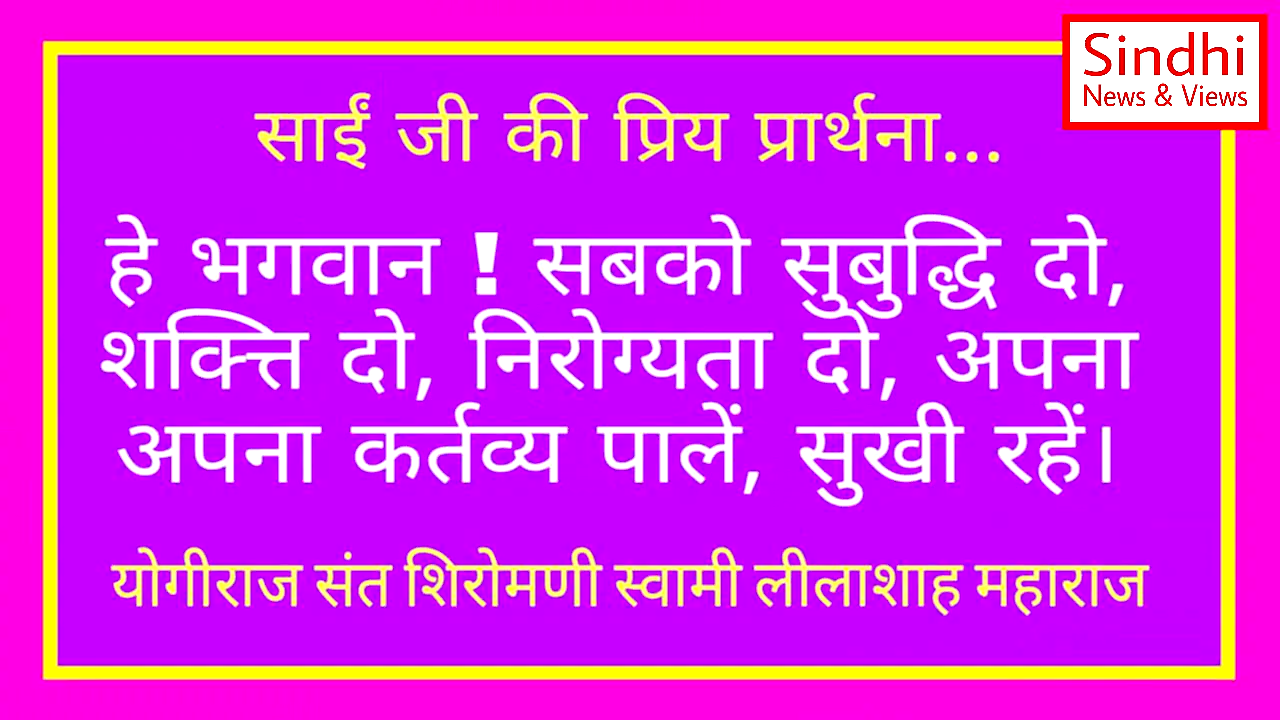 Sindhi
News & Views
साईं जी की प्रिय प्रार्थना...
हे भगवान ! सबको सुबुद्धि दो,
शक्ति दो, निरोग्यता दो, अपना
अपना कर्तव्य पालें, सुखी रहें।
योगीराज संत शिरोमणी स्वामी लीलाशाह महाराज